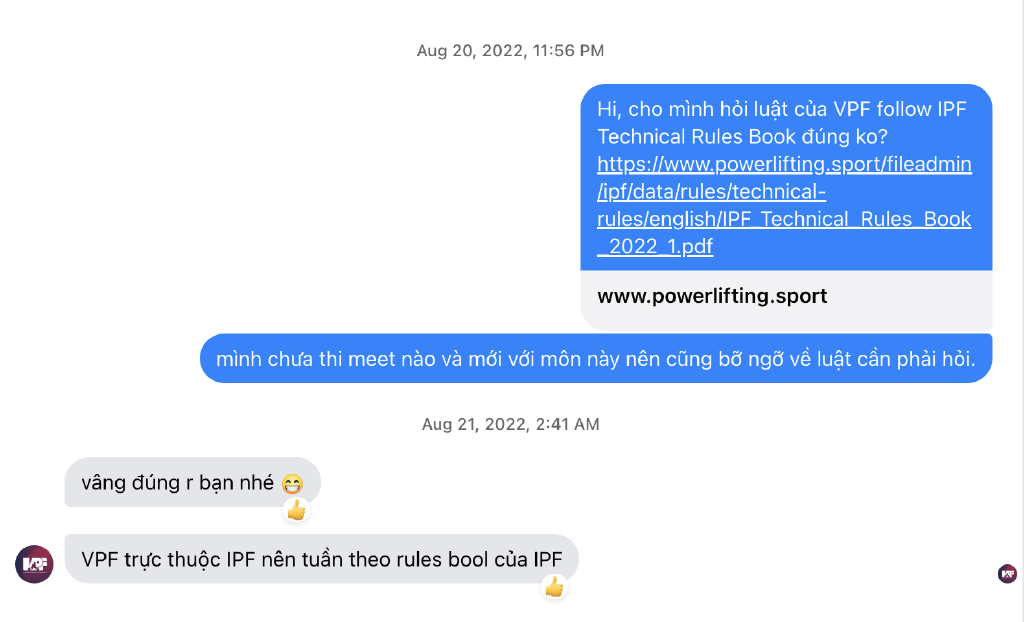 Aug 20, 2022, 11:56 PM
Hi, cho mình hỏi luật của VPF follow IPF
Technical Rules Book đúng ko?
https://www.powerlifting.sport/fileadmin
/ipf/data/rules/technical-
rules/english/IPF_Technical_Rules_Book
_2022_1.pdf
www.powerlifting.sport
mình chưa thi meet nào và mới với môn này nên cũng bỡ ngỡ về luật cần phải hỏi.
Aug 21, 2022, 2:41 AM
vâng đúng r bạn nhé 😁
VPF trực thuộc IPF nên tuần theo rules bool của IPF
VPF